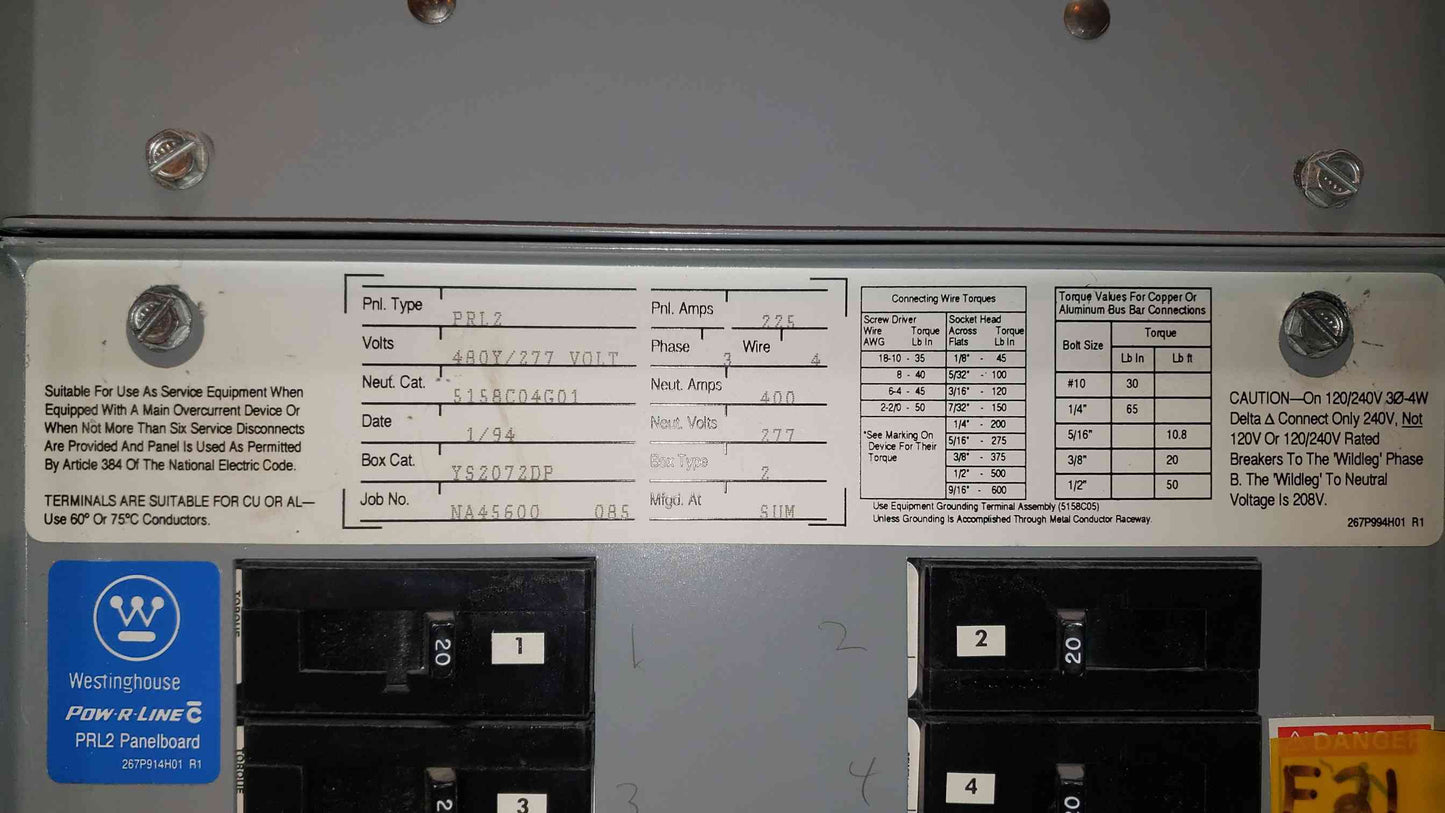 Suitable For Use As Service Equipment When
Equipped With A Main Overcurrent Device Or
When Not More Than Six Service Disconnects
Are Provided And Panel Is Used As Permitted
By Article 384 Of The National Electric Code.
TERMINALS ARE SUITABLE FOR CU OR AL—
Use 60° Or 75°C Conductors.
Pnl. Type PRL2
Volts 480Y/277 VOLT
Neut. Cat. 5158C04G01
Date 1/94
Box Cat. YS2072DP
Job No. NA45600 085
Pnl. Amps 225
Phase 3 Wire 4
Neut. Amps 400
Neut. Volts 277
Box Type 2
Mfgd. At SUM
Connecting Wire Torques
Screw Driver
Wire Torque
AWG Lb In
18-10 - 35
8 - 40
6-4 - 45
2-2/0 - 50
*See Marking On
Device For Their
Torque
Socket Head
Across Torque
Flats Lb In
1/8" - 45
5/32" - 100
3/16" - 120
7/32" - 150
1/4" - 200
5/16" - 275
3/8" - 375
1/2" - 500
9/16" - 600
Torque Values For Copper Or
Aluminum Bus Bar Connections
Bolt Size Torque
Lb In Lb ft
#10 30
1/4" 65
5/16" 10.8
3/8" 20
1/2" 50
Use Equipment Grounding Terminal Assembly (5158C05)
Unless Grounding Is Accomplished Through Metal Conductor Raceway.
CAUTION—On 120/240V 3Ø-4W
Delta Δ Connect Only 240V, Not
120V Or 120/240V Rated
Breakers To The 'Wildleg' Phase
B. The 'Wildleg' To Neutral
Voltage Is 208V.
267P994H01 R1
W
Westinghouse
POW-R-LINE C
PRL2 Panelboard
267P914H01 R1
TORQUE
20
1
1
2
2
20
TORQUE
3
3
4
4
20
DANGER